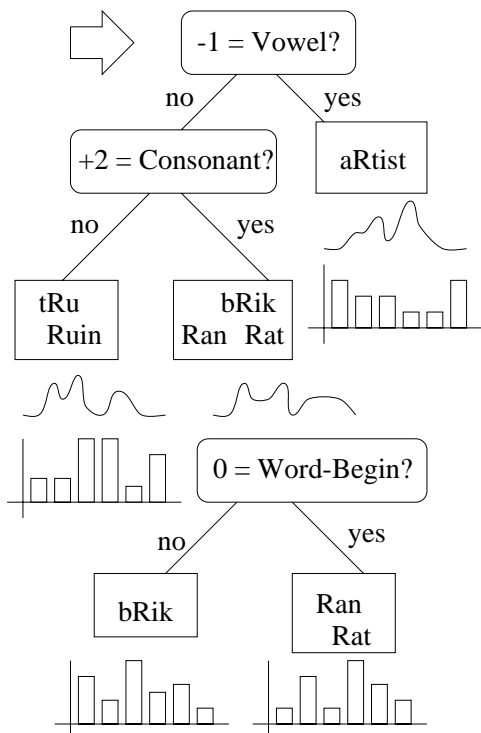 -1 = Vowel?
no
yes
+2 = Consonant?
aRtist
no
yes
tRu
Ruin
bRik
Ran Rat
0 = Word-Begin?
no
yes
bRik
Ran
Rat